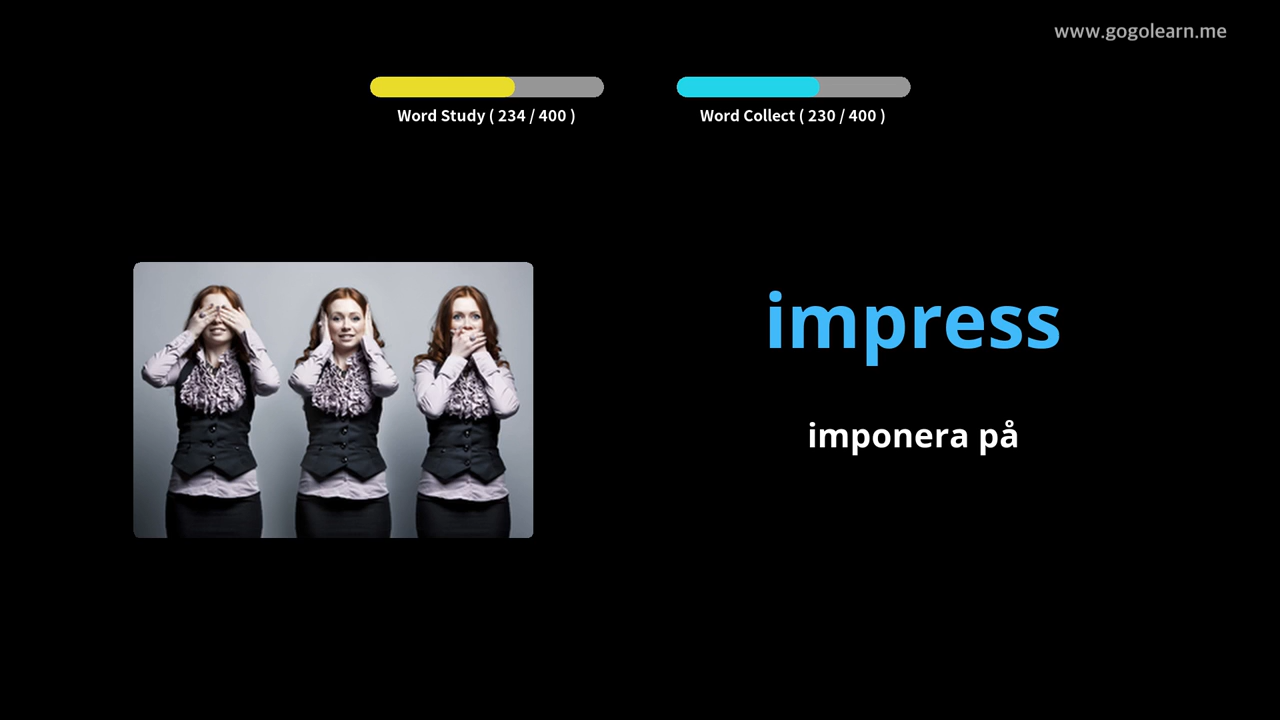 www.gogolearn.me
Word Study ( 234 / 400 )
Word Collect ( 230 / 400 )
impress
imponera på